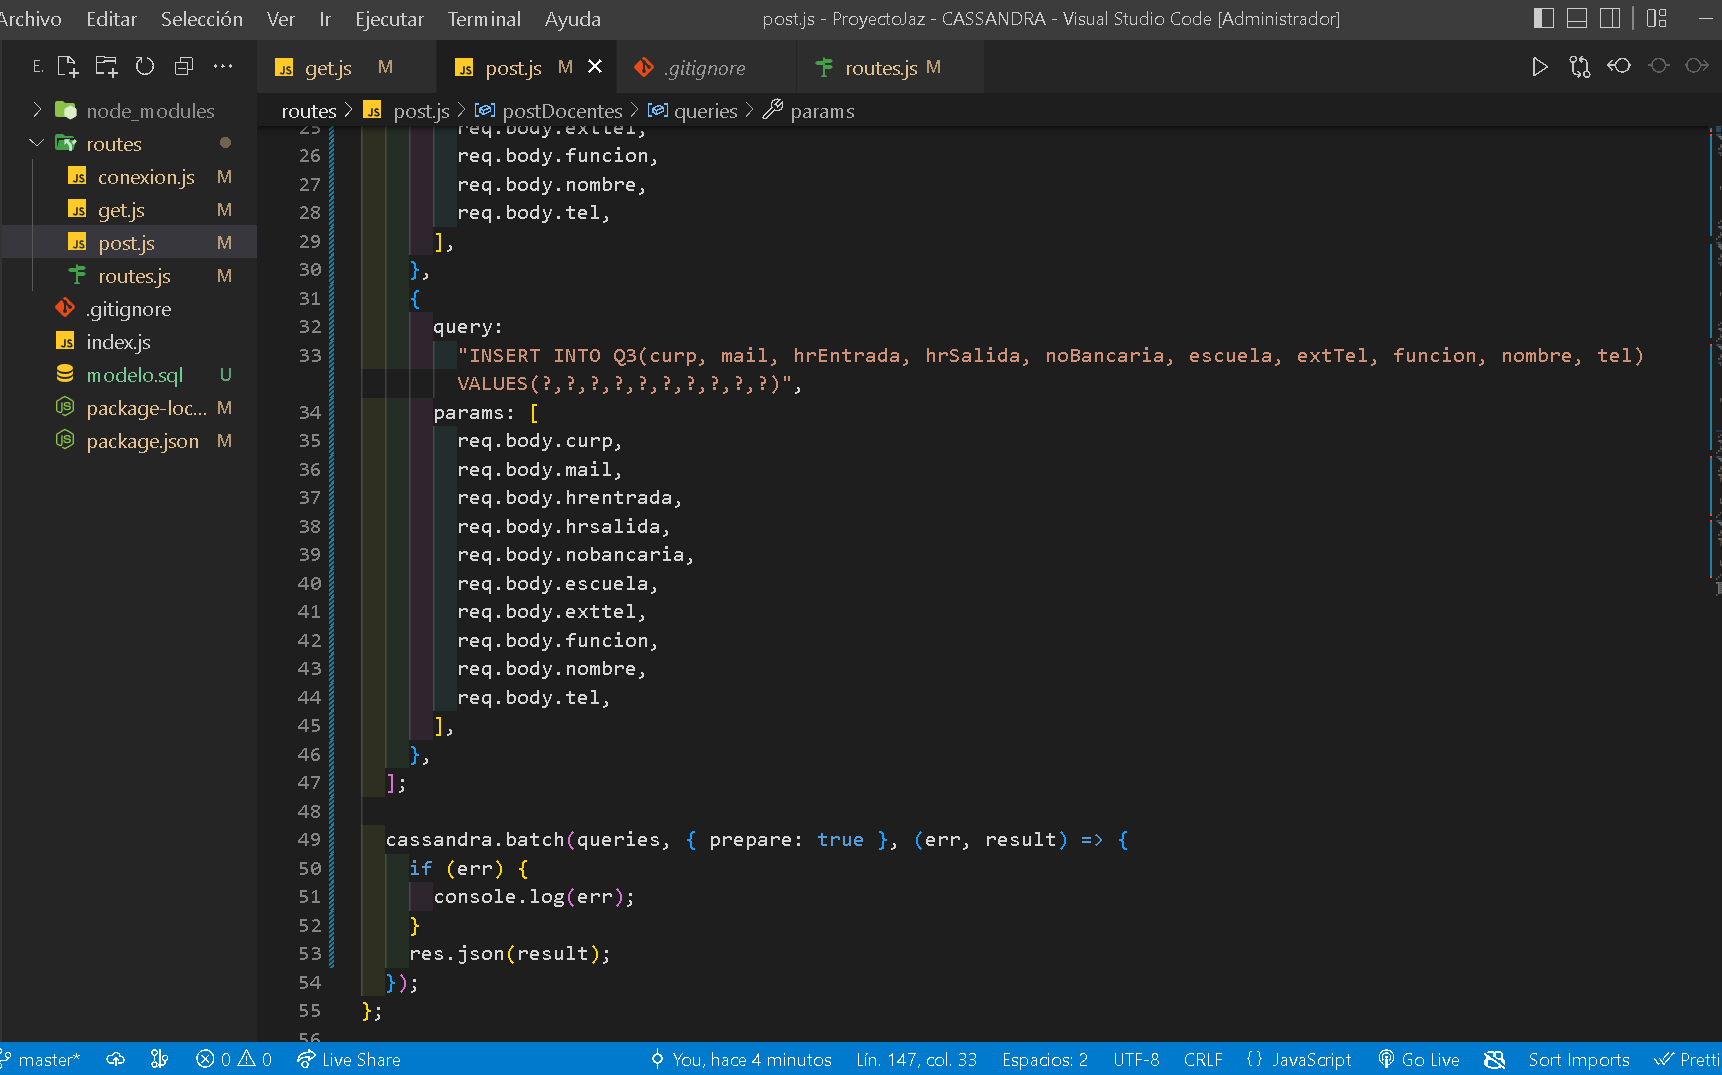 Archivo Editar Selección Ver Ir Ejecutar Terminal Ayuda
post.js - ProyectoJaz - CASSANDRA - Visual Studio Code [Administrador]
E.
get.js M
post.js M
.gitignore
routes.js M
routes > post.js > postDocentes > queries > params
node_modules
routes
conexion.js M
get.js M
post.js M
routes.js M
.gitignore
index.js
modelo.sql U
package-loc... M
package.json M
25 req.body.exttel,
26 req.body.funcion,
27 req.body.nombre,
28 req.body.tel,
29 ],
30 },
31 {
32 query:
33 "INSERT INTO Q3(curp, mail, hrEntrada, hrSalida, noBancaria, escuela, extTel, funcion, nombre, tel)
VALUES(?,?,?,?,?,?,?,?,?,?)",
34 params: [
35 req.body.curp,
36 req.body.mail,
37 req.body.hrentrada,
38 req.body.hrsalida,
39 req.body.nobancaria,
40 req.body.escuela,
41 req.body.exttel,
42 req.body.funcion,
43 req.body.nombre,
44 req.body.tel,
45 ],
46 },
47 ];
48
49 cassandra.batch(queries, { prepare: true }, (err, result) => {
50 if (err) {
51 console.log(err);
52 }
53 res.json(result);
54 });
55 };
56
master* 0 0 Live Share You, hace 4 minutos Lín. 147, col. 33 Espacios: 2 UTF-8 CRLF {} JavaScript Go Live Sort Imports Pretti